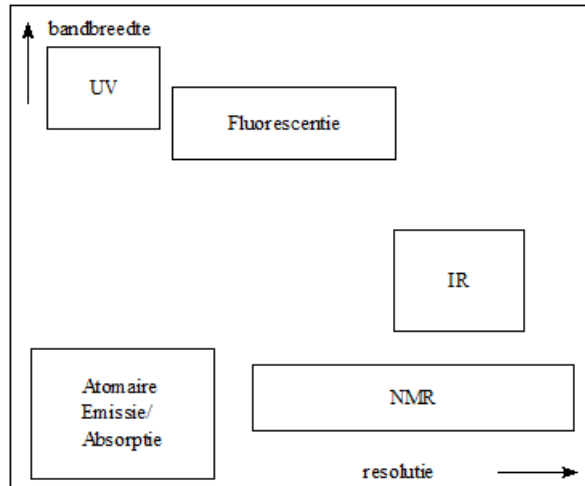 bandbreedte
UV
Fluorescentie
IR
Atomaire
Emissie/
Absorptie
NMR
resolutie